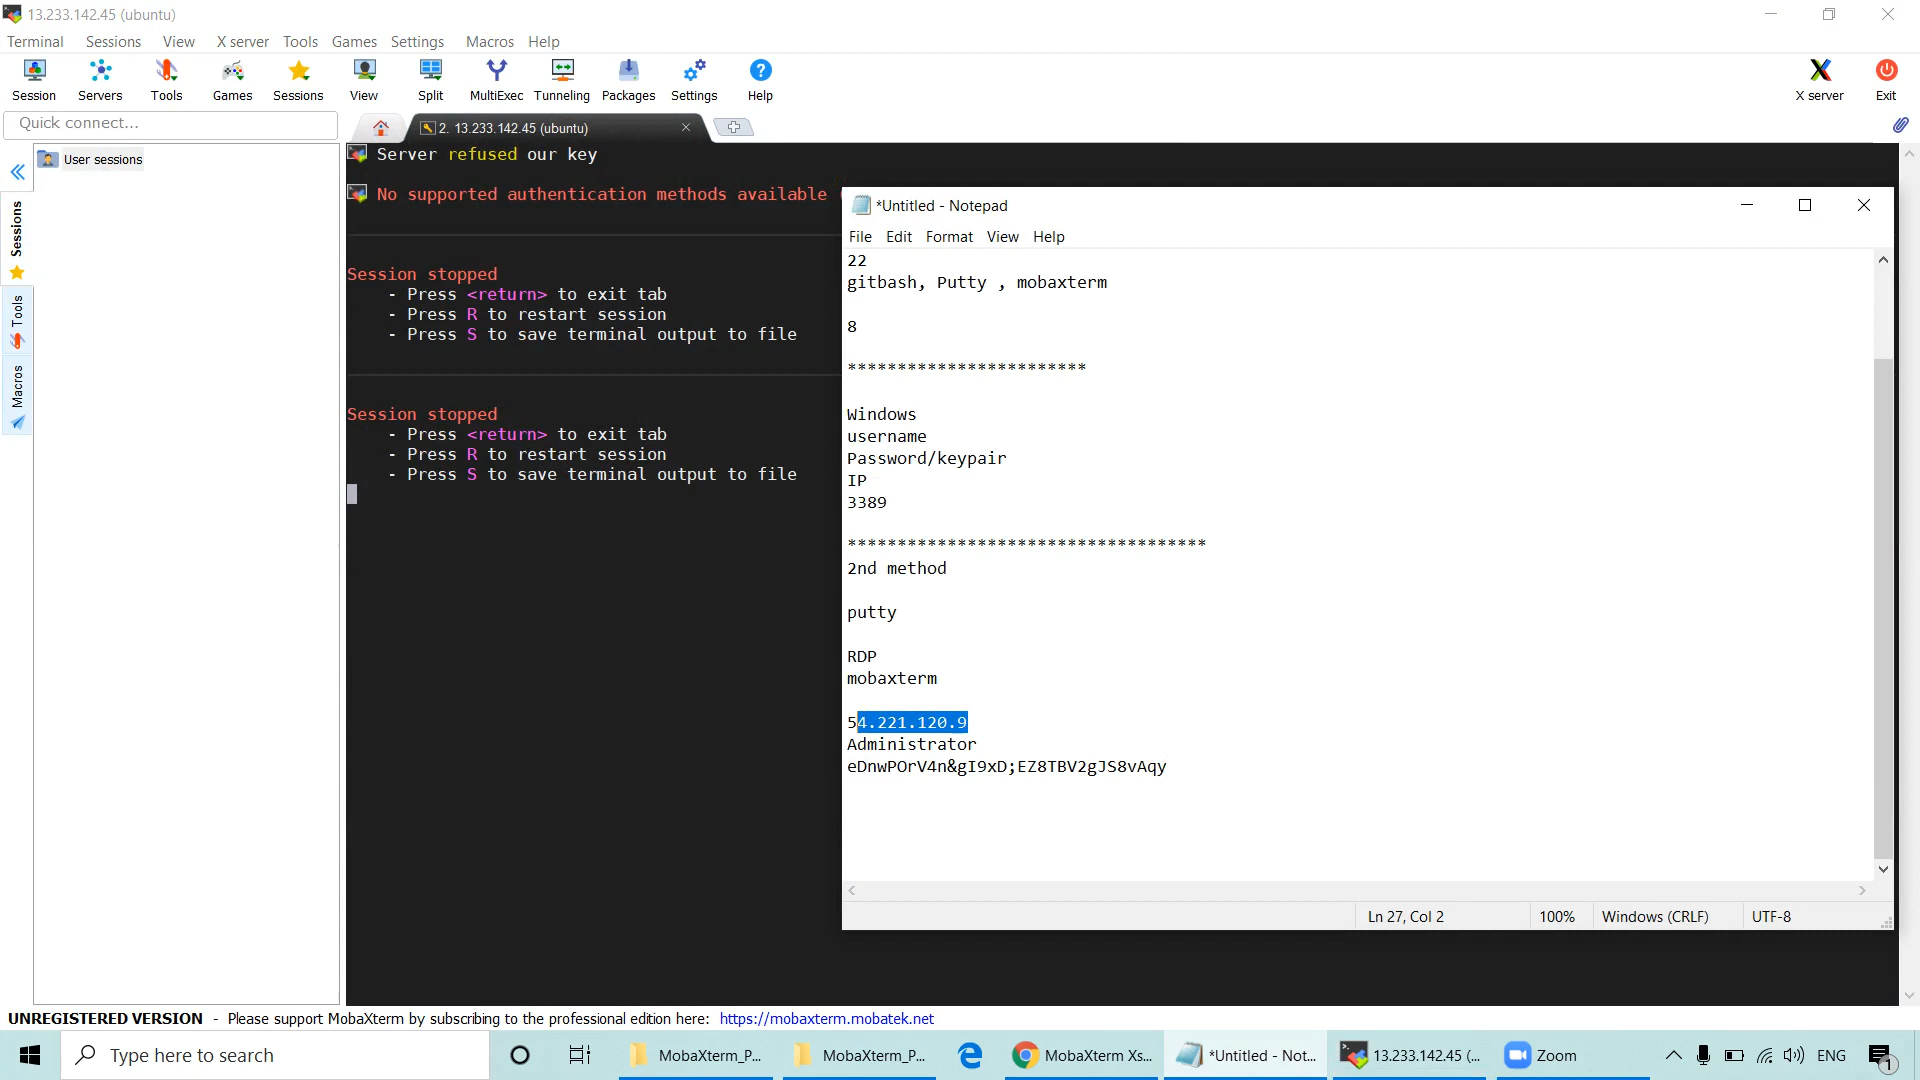 13.233.142.45 (ubuntu)
Terminal Sessions View X server Tools Games Settings Macros Help
Session Servers Tools Games Sessions View Split MultiExec Tunneling Packages Settings Help X server Exit
Quick connect...
2. 13.233.142.45 (ubuntu)
User sessions
Sessions
Tools
Macros
Server refused our key
No supported authentication methods available
Session stopped
- Press <return> to exit tab
- Press R to restart session
- Press S to save terminal output to file
Session stopped
- Press <return> to exit tab
- Press R to restart session
- Press S to save terminal output to file
*Untitled - Notepad
File Edit Format View Help
22
gitbash, Putty , mobaxterm
8
************************
Windows
username
Password/keypair
IP
3389
************************************
2nd method
putty
RDP
mobaxterm
54.221.120.9
Administrator
eDnwPOrV4n&gI9xD;EZ8TBV2gJS8vAqy
Ln 27, Col 2 100% Windows (CRLF) UTF-8
UNREGISTERED VERSION - Please support MobaXterm by subscribing to the professional edition here: https://mobaxterm.mobatek.net
Type here to search
MobaXterm_P... MobaXterm_P... MobaXterm Xs... *Untitled - Not... 13.233.142.45 (... Zoom ENG 1